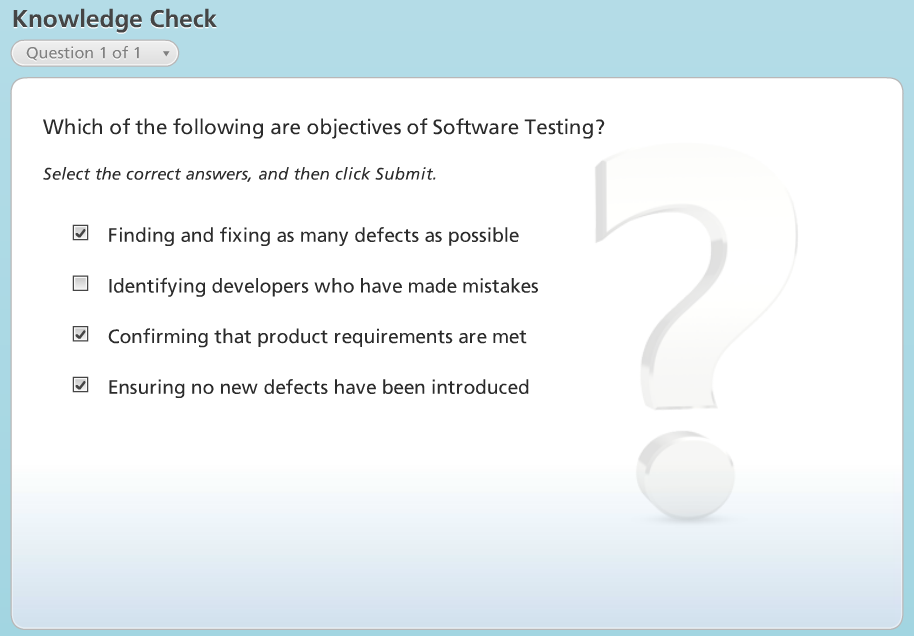 Knowledge Check
Question 1 of 1
Which of the following are objectives of Software Testing?
Select the correct answers, and then click Submit.
Finding and fixing as many defects as possible
Identifying developers who have made mistakes
Confirming that product requirements are met
Ensuring no new defects have been introduced